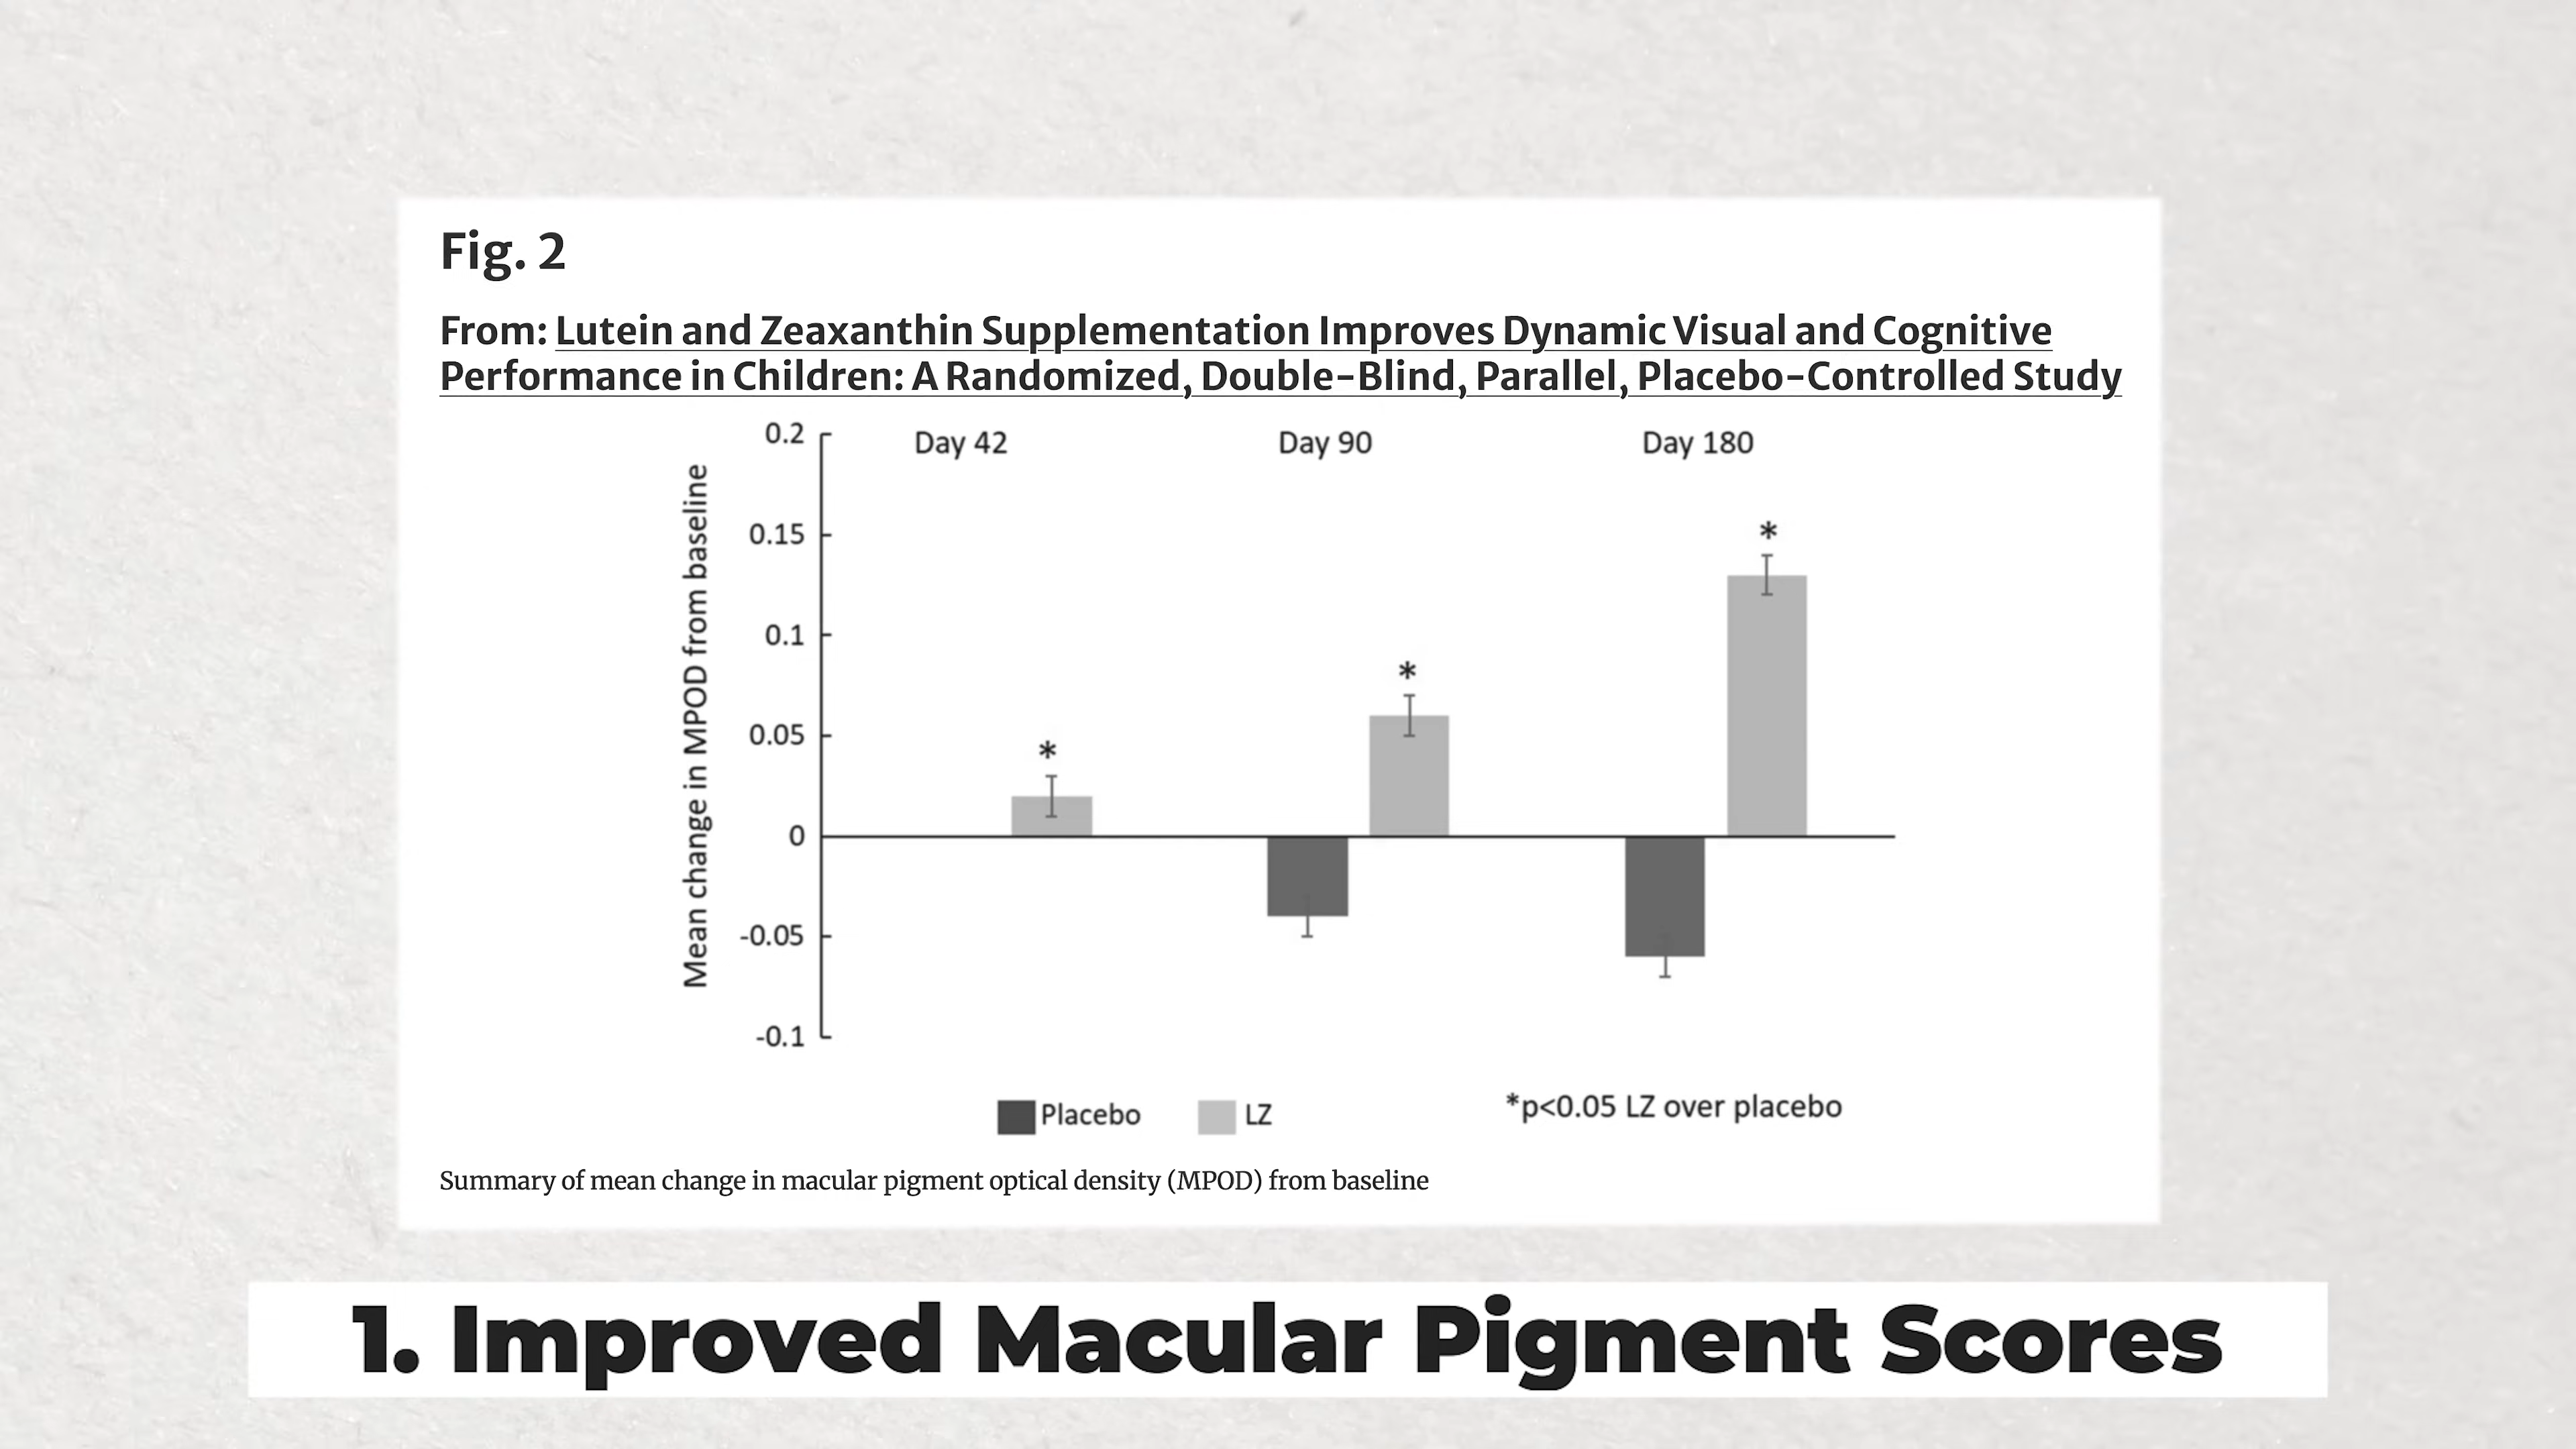 Fig. 2
From: Lutein and Zeaxanthin Supplementation Improves Dynamic Visual and Cognitive
Performance in Children: A Randomized, Double-Blind, Parallel, Placebo-Controlled Study
Mean change in MPOD from baseline
0.2
0.15
0.1
0.05
0
-0.05
-0.1
Day 42 Day 90 Day 180
*
*
*
Placebo LZ
*p<0.05 LZ over placebo
Summary of mean change in macular pigment optical density (MPOD) from baseline
1. Improved Macular Pigment Scores